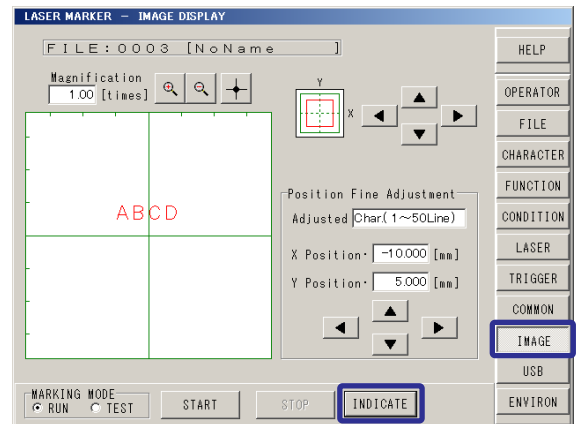 LASER MARKER － IMAGE DISPLAY
FILE:0003 [NoName ]
Magnification
1.00 [times]
Y
X
ABCD
Position Fine Adjustment
Adjusted Char.(1～50Line)
X Position・ -10.000 [mm]
Y Position・ 5.000 [mm]
MARKING MODE
RUN TEST
START
STOP
INDICATE
HELP
OPERATOR
FILE
CHARACTER
FUNCTION
CONDITION
LASER
TRIGGER
COMMON
IMAGE
USB
ENVIRON